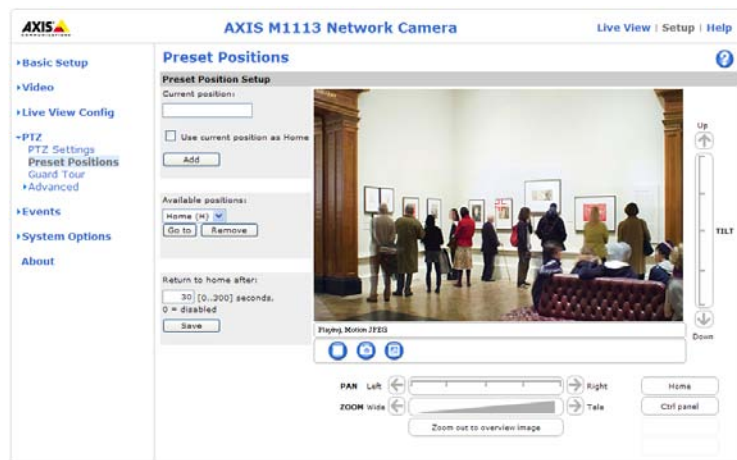 AXIS
COMMUNICATIONS
AXIS M1113 Network Camera
Live View | Setup | Help
Basic Setup
Video
Live View Config
PTZ
PTZ Settings
Preset Positions
Guard Tour
Advanced
Events
System Options
About
Preset Positions
?
Preset Position Setup
Current position:
Use current position as Home
Add
Available positions:
Home (H)
Go to
Remove
Return to home after:
30 [0..300] seconds.
0 = disabled
Save
Playing, Motion JPEG
Up
TILT
Down
PAN Left
Right
Home
ZOOM Wide
Tele
Ctrl panel
Zoom out to overview image